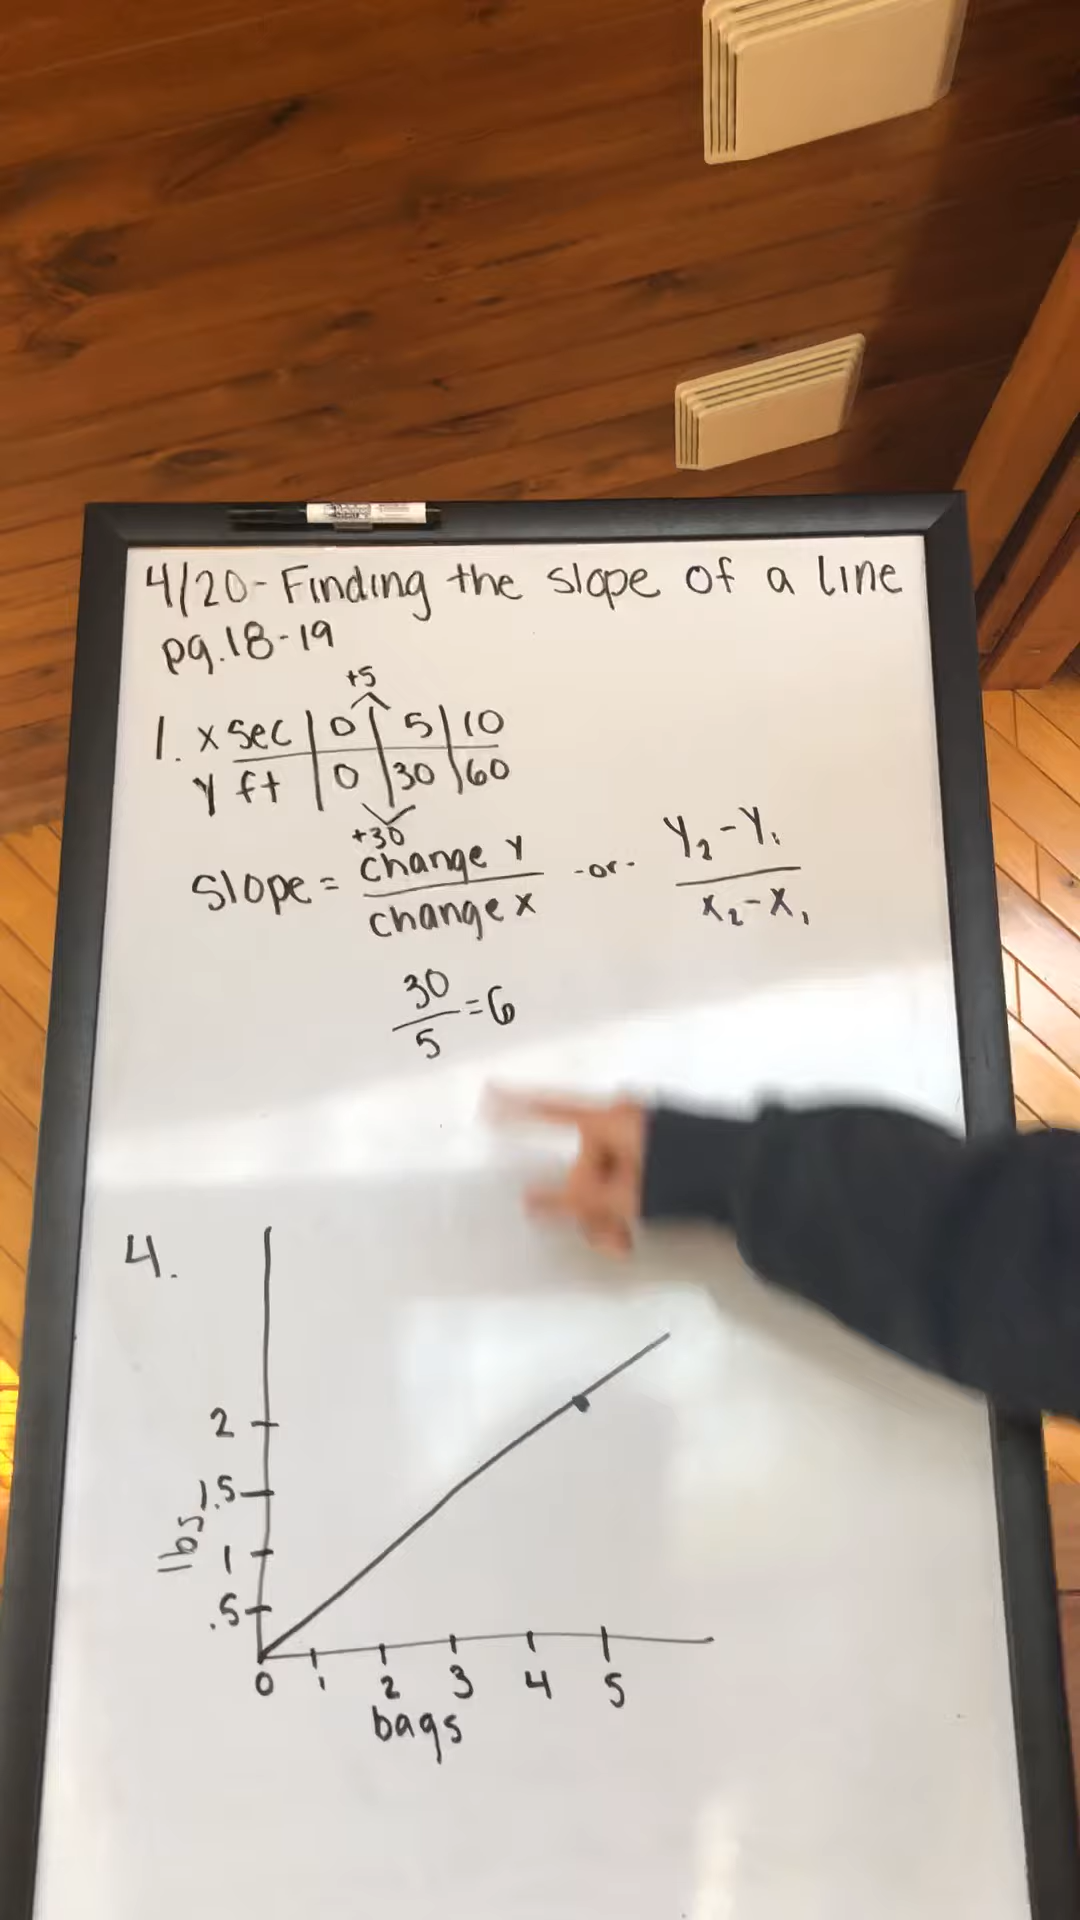 4/20 - Finding the slope of a line
pg. 18-19
+5
1. x sec | 0 | 5 | 10
y ft | 0 | 30 | 60
+30
Slope = change y / change x -or- Y₂-Y₁ / X₂-X₁
30/5 = 6
4.
2
1.5
1
.5
lbs
0 1 2 3 4 5
bags